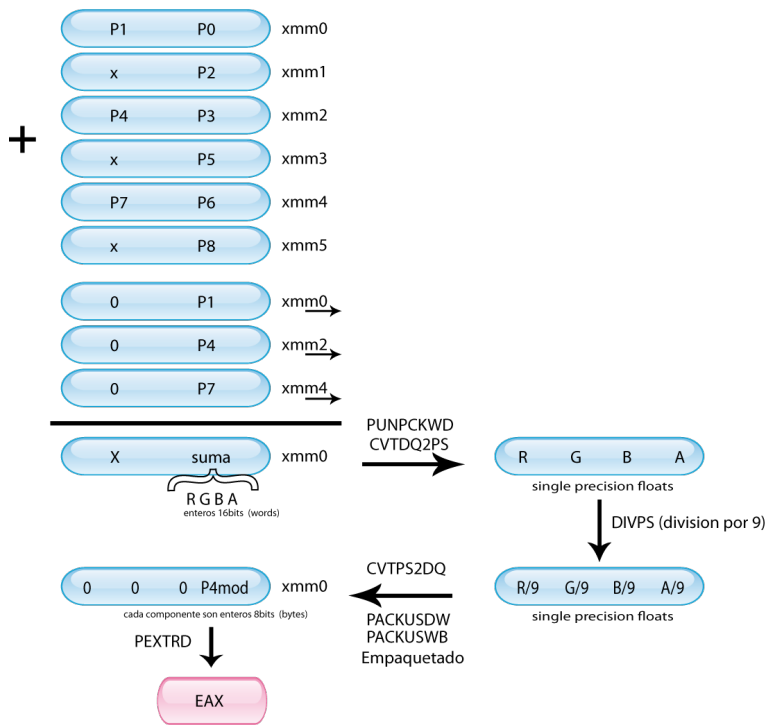 P1 P0 xmm0
x P2 xmm1
P4 P3 xmm2
+
x P5 xmm3
P7 P6 xmm4
x P8 xmm5
0 P1 xmm0
0 P4 xmm2
0 P7 xmm4
X suma xmm0
R G B A
enteros 16bits (words)
PUNPCKWD
CVTDQ2PS
R G B A
single precision floats
DIVPS (division por 9)
R/9 G/9 B/9 A/9
single precision floats
CVTPS2DQ
PACKUSDW
PACKUSWB
Empaquetado
0 0 0 P4mod xmm0
cada componente son enteros 8bits (bytes)
PEXTRD
EAX